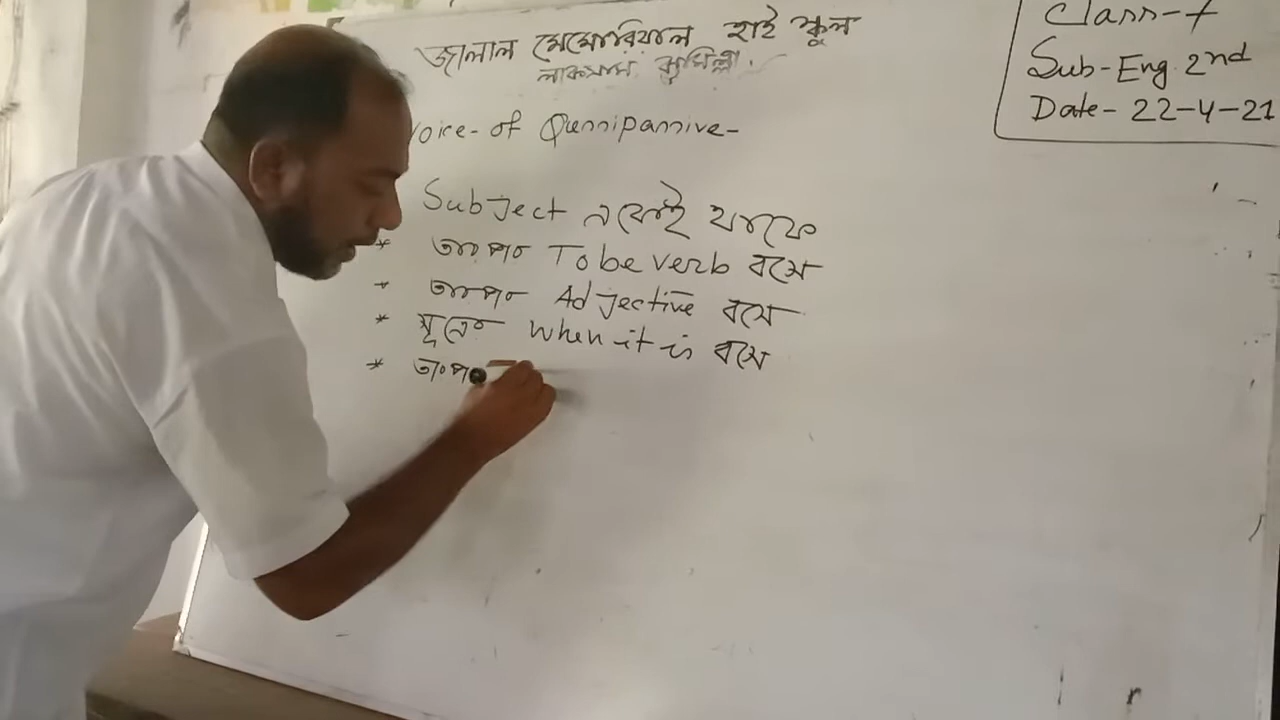 জালাল মেমোরিয়াল হাই স্কুল
লাকসাম, কুমিল্লা.
Class-7
Sub-Eng. 2nd
Date- 22-4-21
voice- of Quasipassive-
Subject
* তারপর To be verb বসে
* তারপর Adjective বসে
* when it is বসে
* তারপর